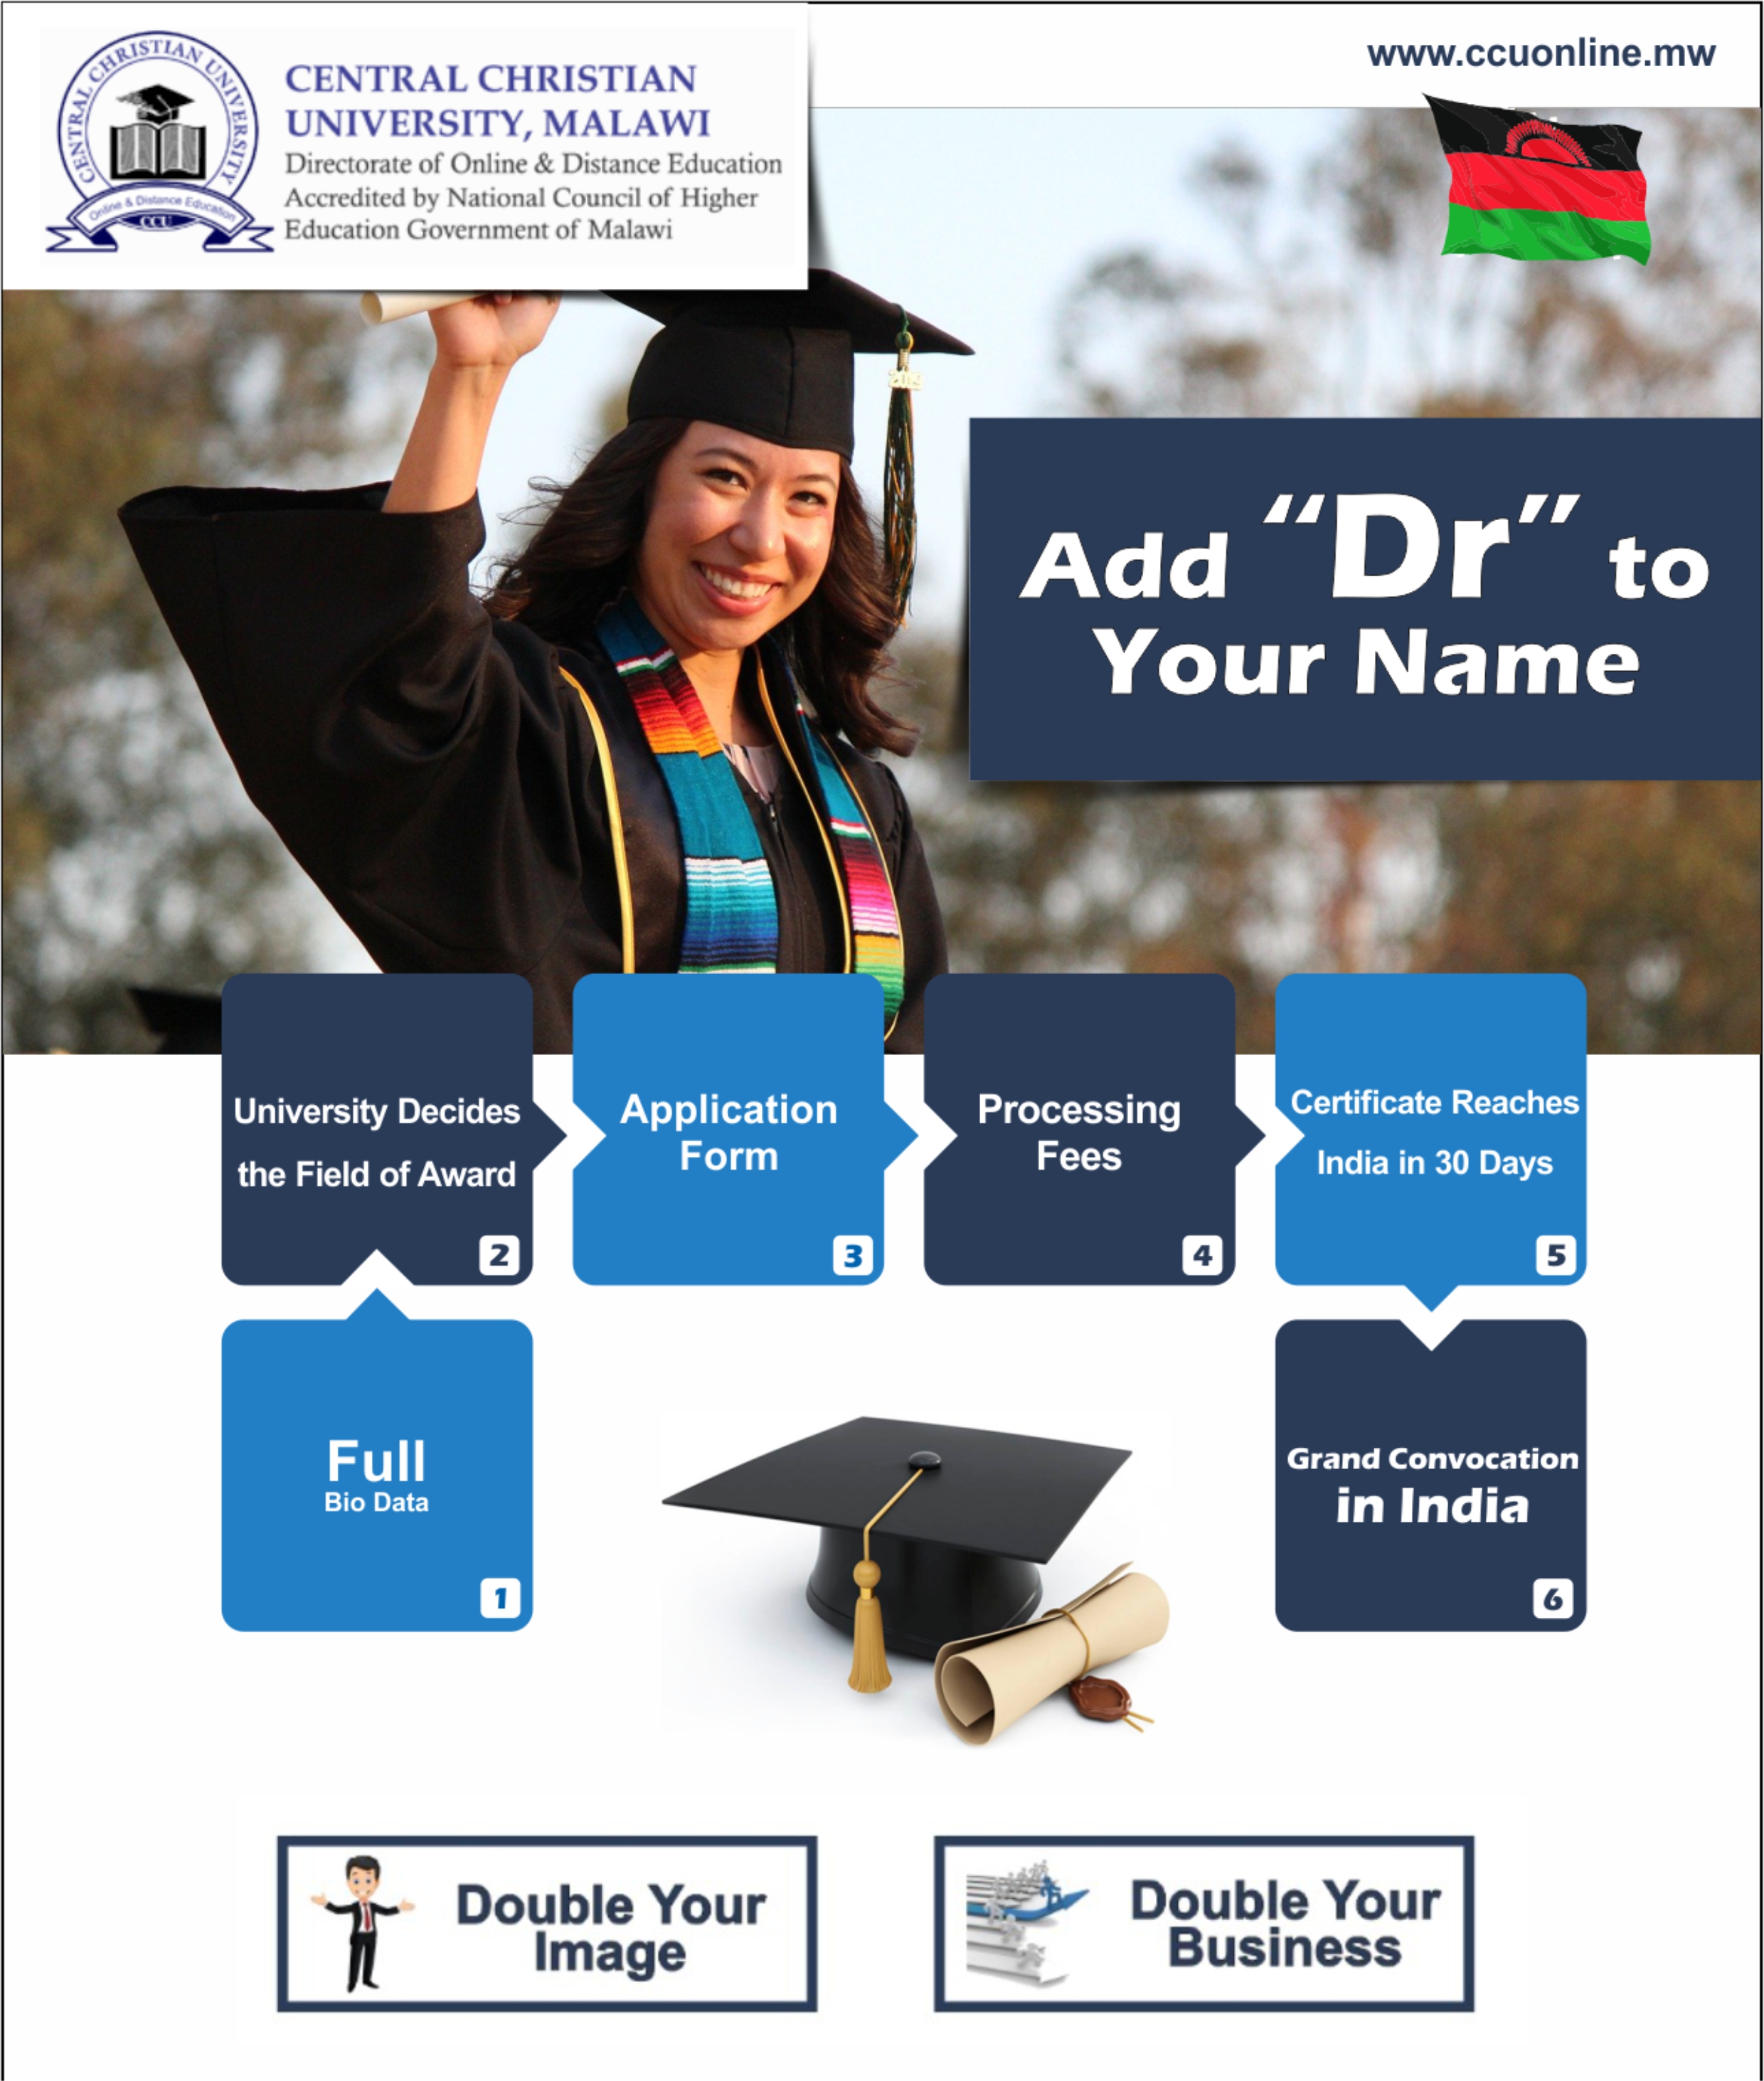 CENTRAL CHRISTIAN UNIVERSITY
Online & Distance Education
CCU
CENTRAL CHRISTIAN
UNIVERSITY, MALAWI
Directorate of Online & Distance Education
Accredited by National Council of Higher
Education Government of Malawi
www.ccuonline.mw
Add “Dr” to
Your Name
University Decides
the Field of Award
2
Application
Form
3
Processing
Fees
4
Certificate Reaches
India in 30 Days
5
Full
Bio Data
1
Grand Convocation
in India
6
Double Your
Image
Double Your
Business